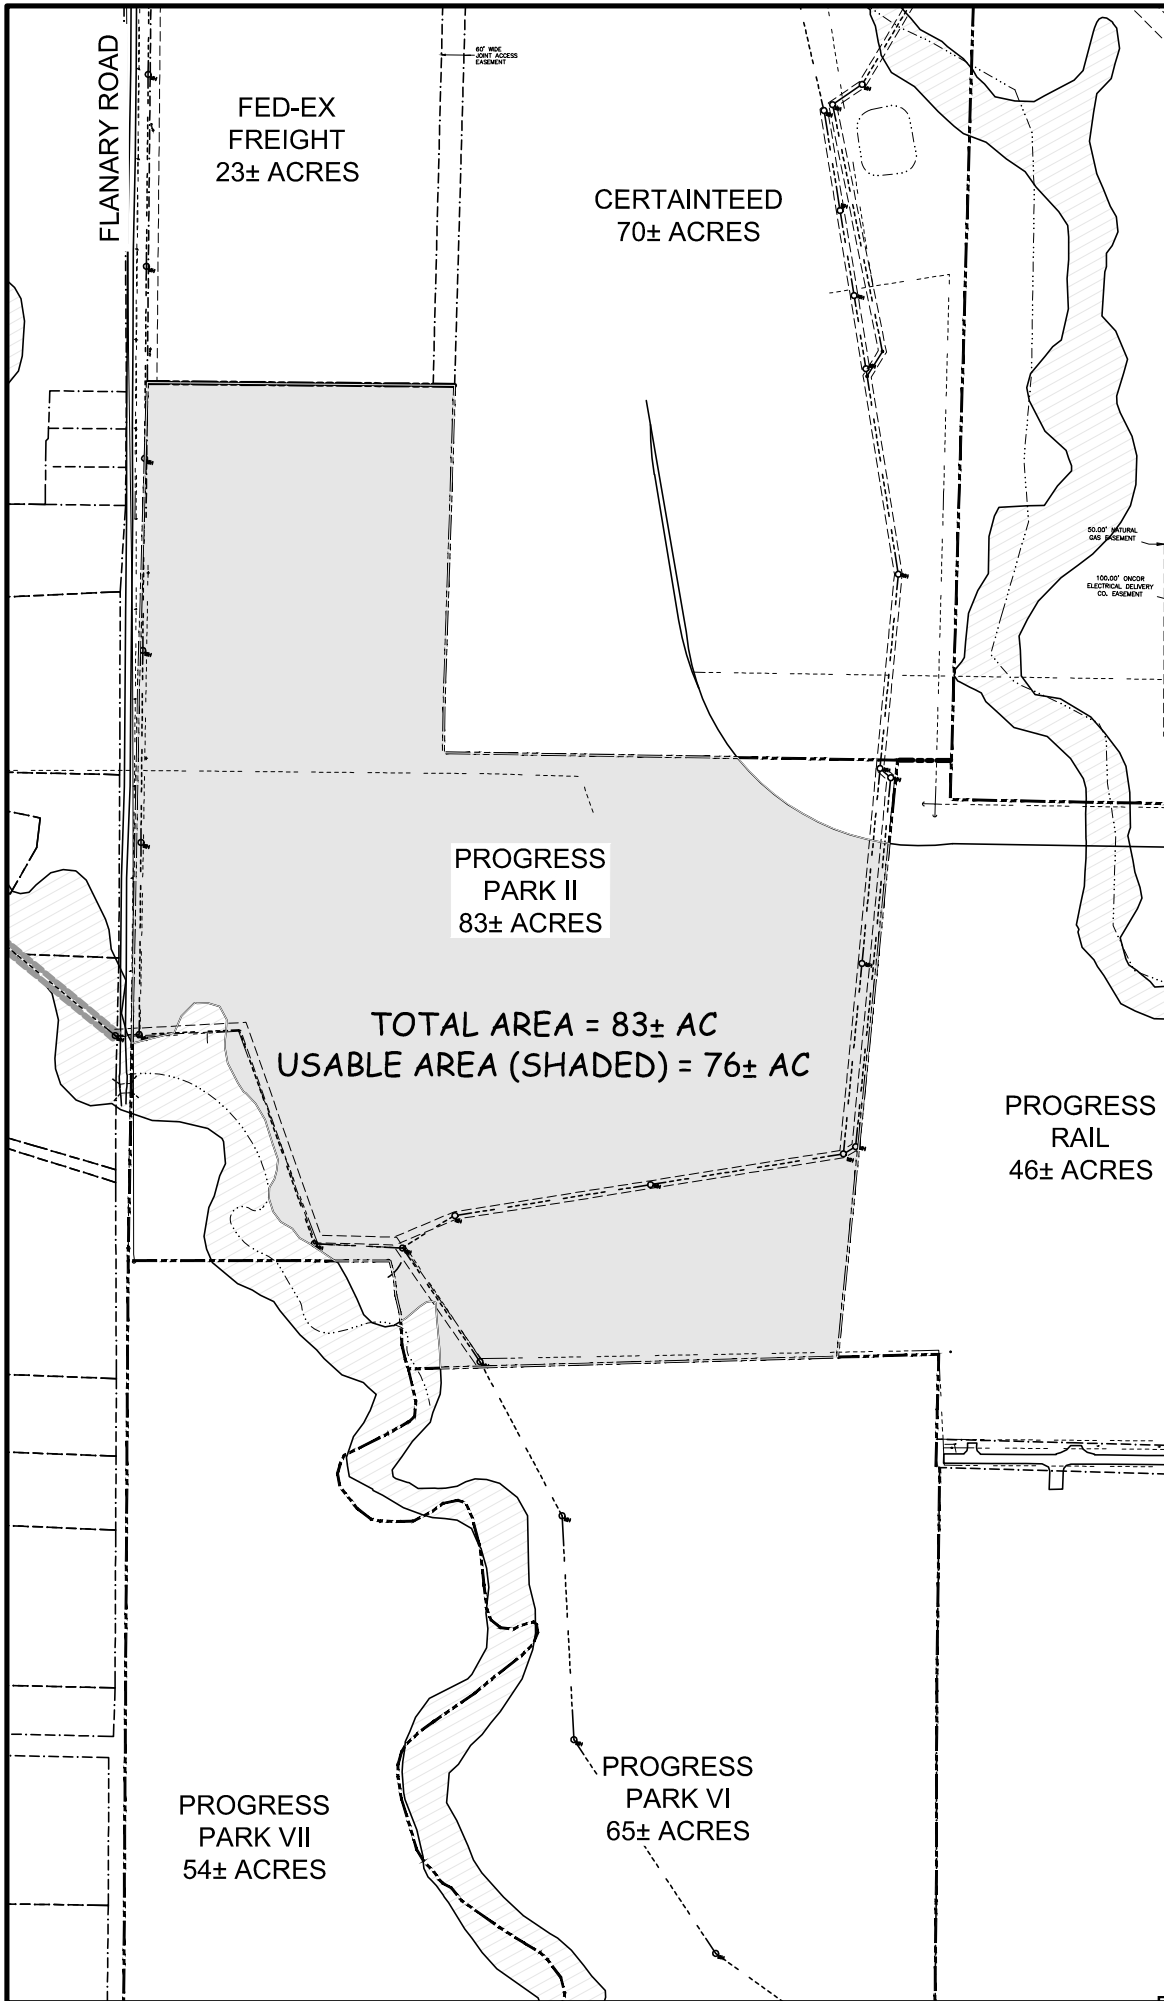 FLANARY ROAD
60' WIDE
JOINT ACCESS
EASEMENT
FED-EX
FREIGHT
23± ACRES
CERTAINTEED
70± ACRES
50.00' NATURAL
GAS EASEMENT
100.00' ONCOR
ELECTRICAL DELIVERY
CO. EASEMENT
PROGRESS
PARK II
83± ACRES
TOTAL AREA = 83± AC
USABLE AREA (SHADED) = 76± AC
PROGRESS
RAIL
46± ACRES
PROGRESS
PARK VI
65± ACRES
PROGRESS
PARK VII
54± ACRES